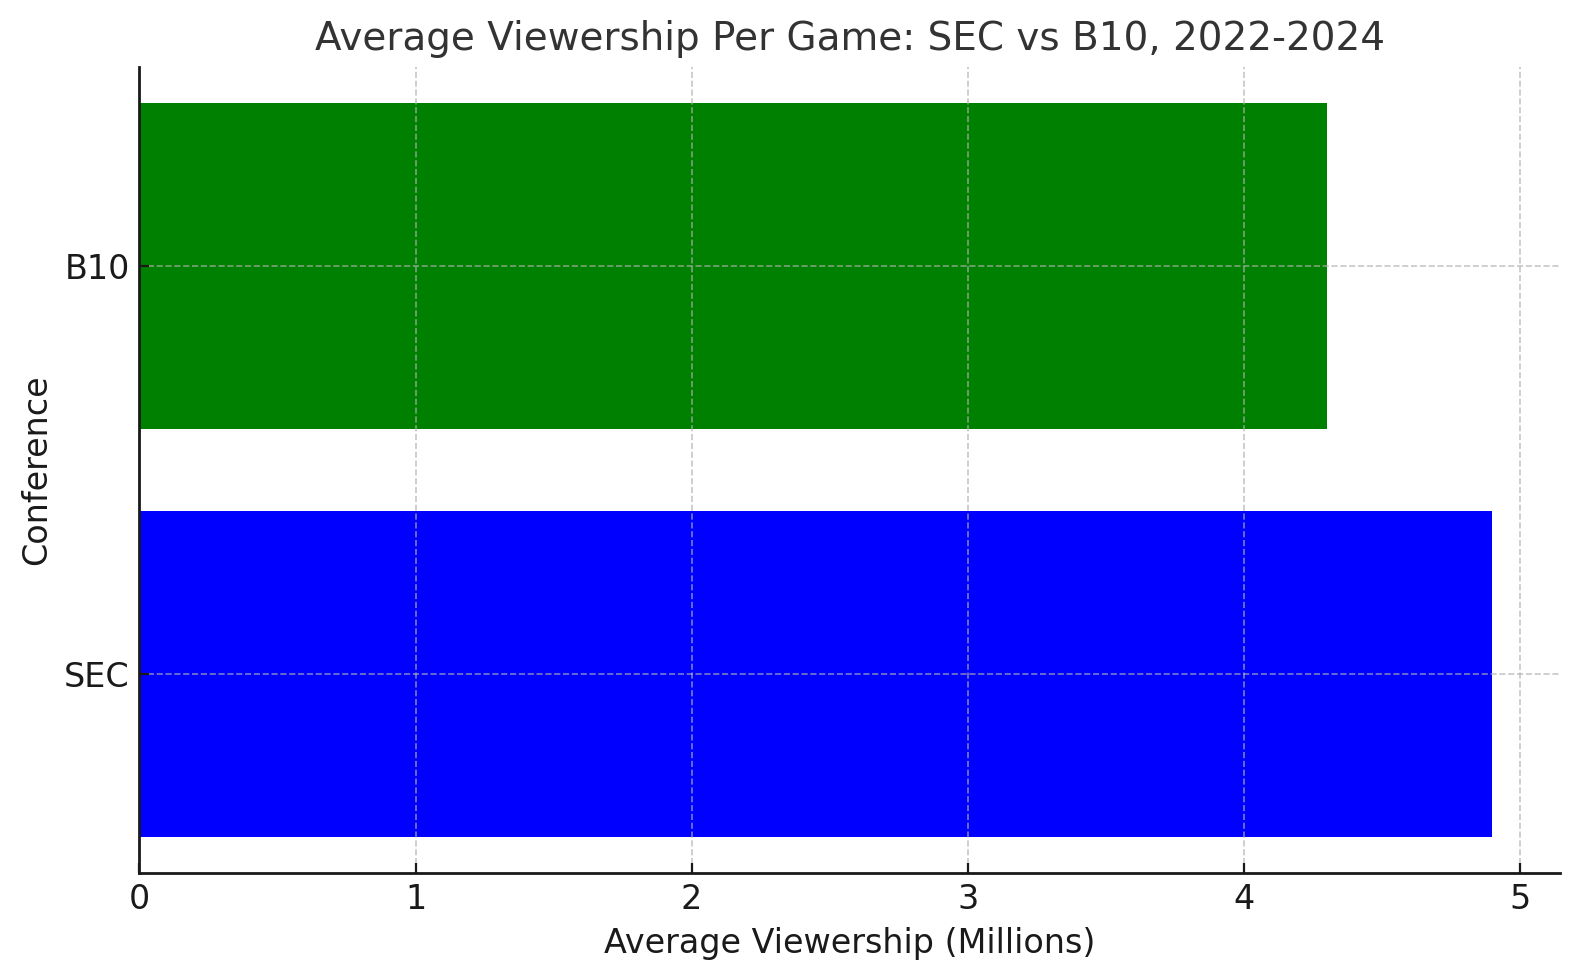 Average Viewership Per Game: SEC vs B10, 2022-2024
B10
SEC
Conference
0 1 2 3 4 5
Average Viewership (Millions)